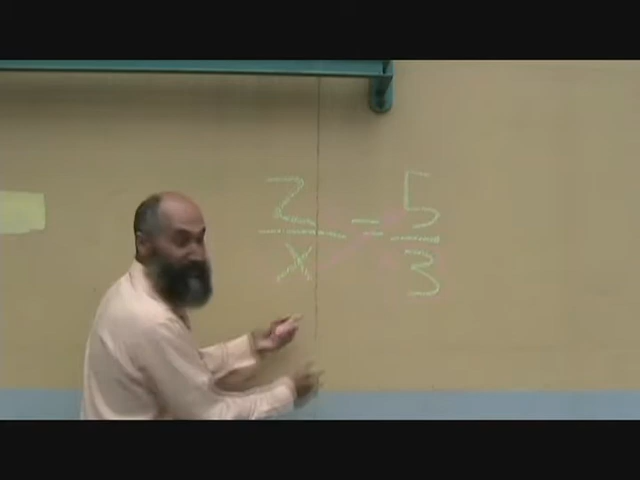 2/x = 5/3